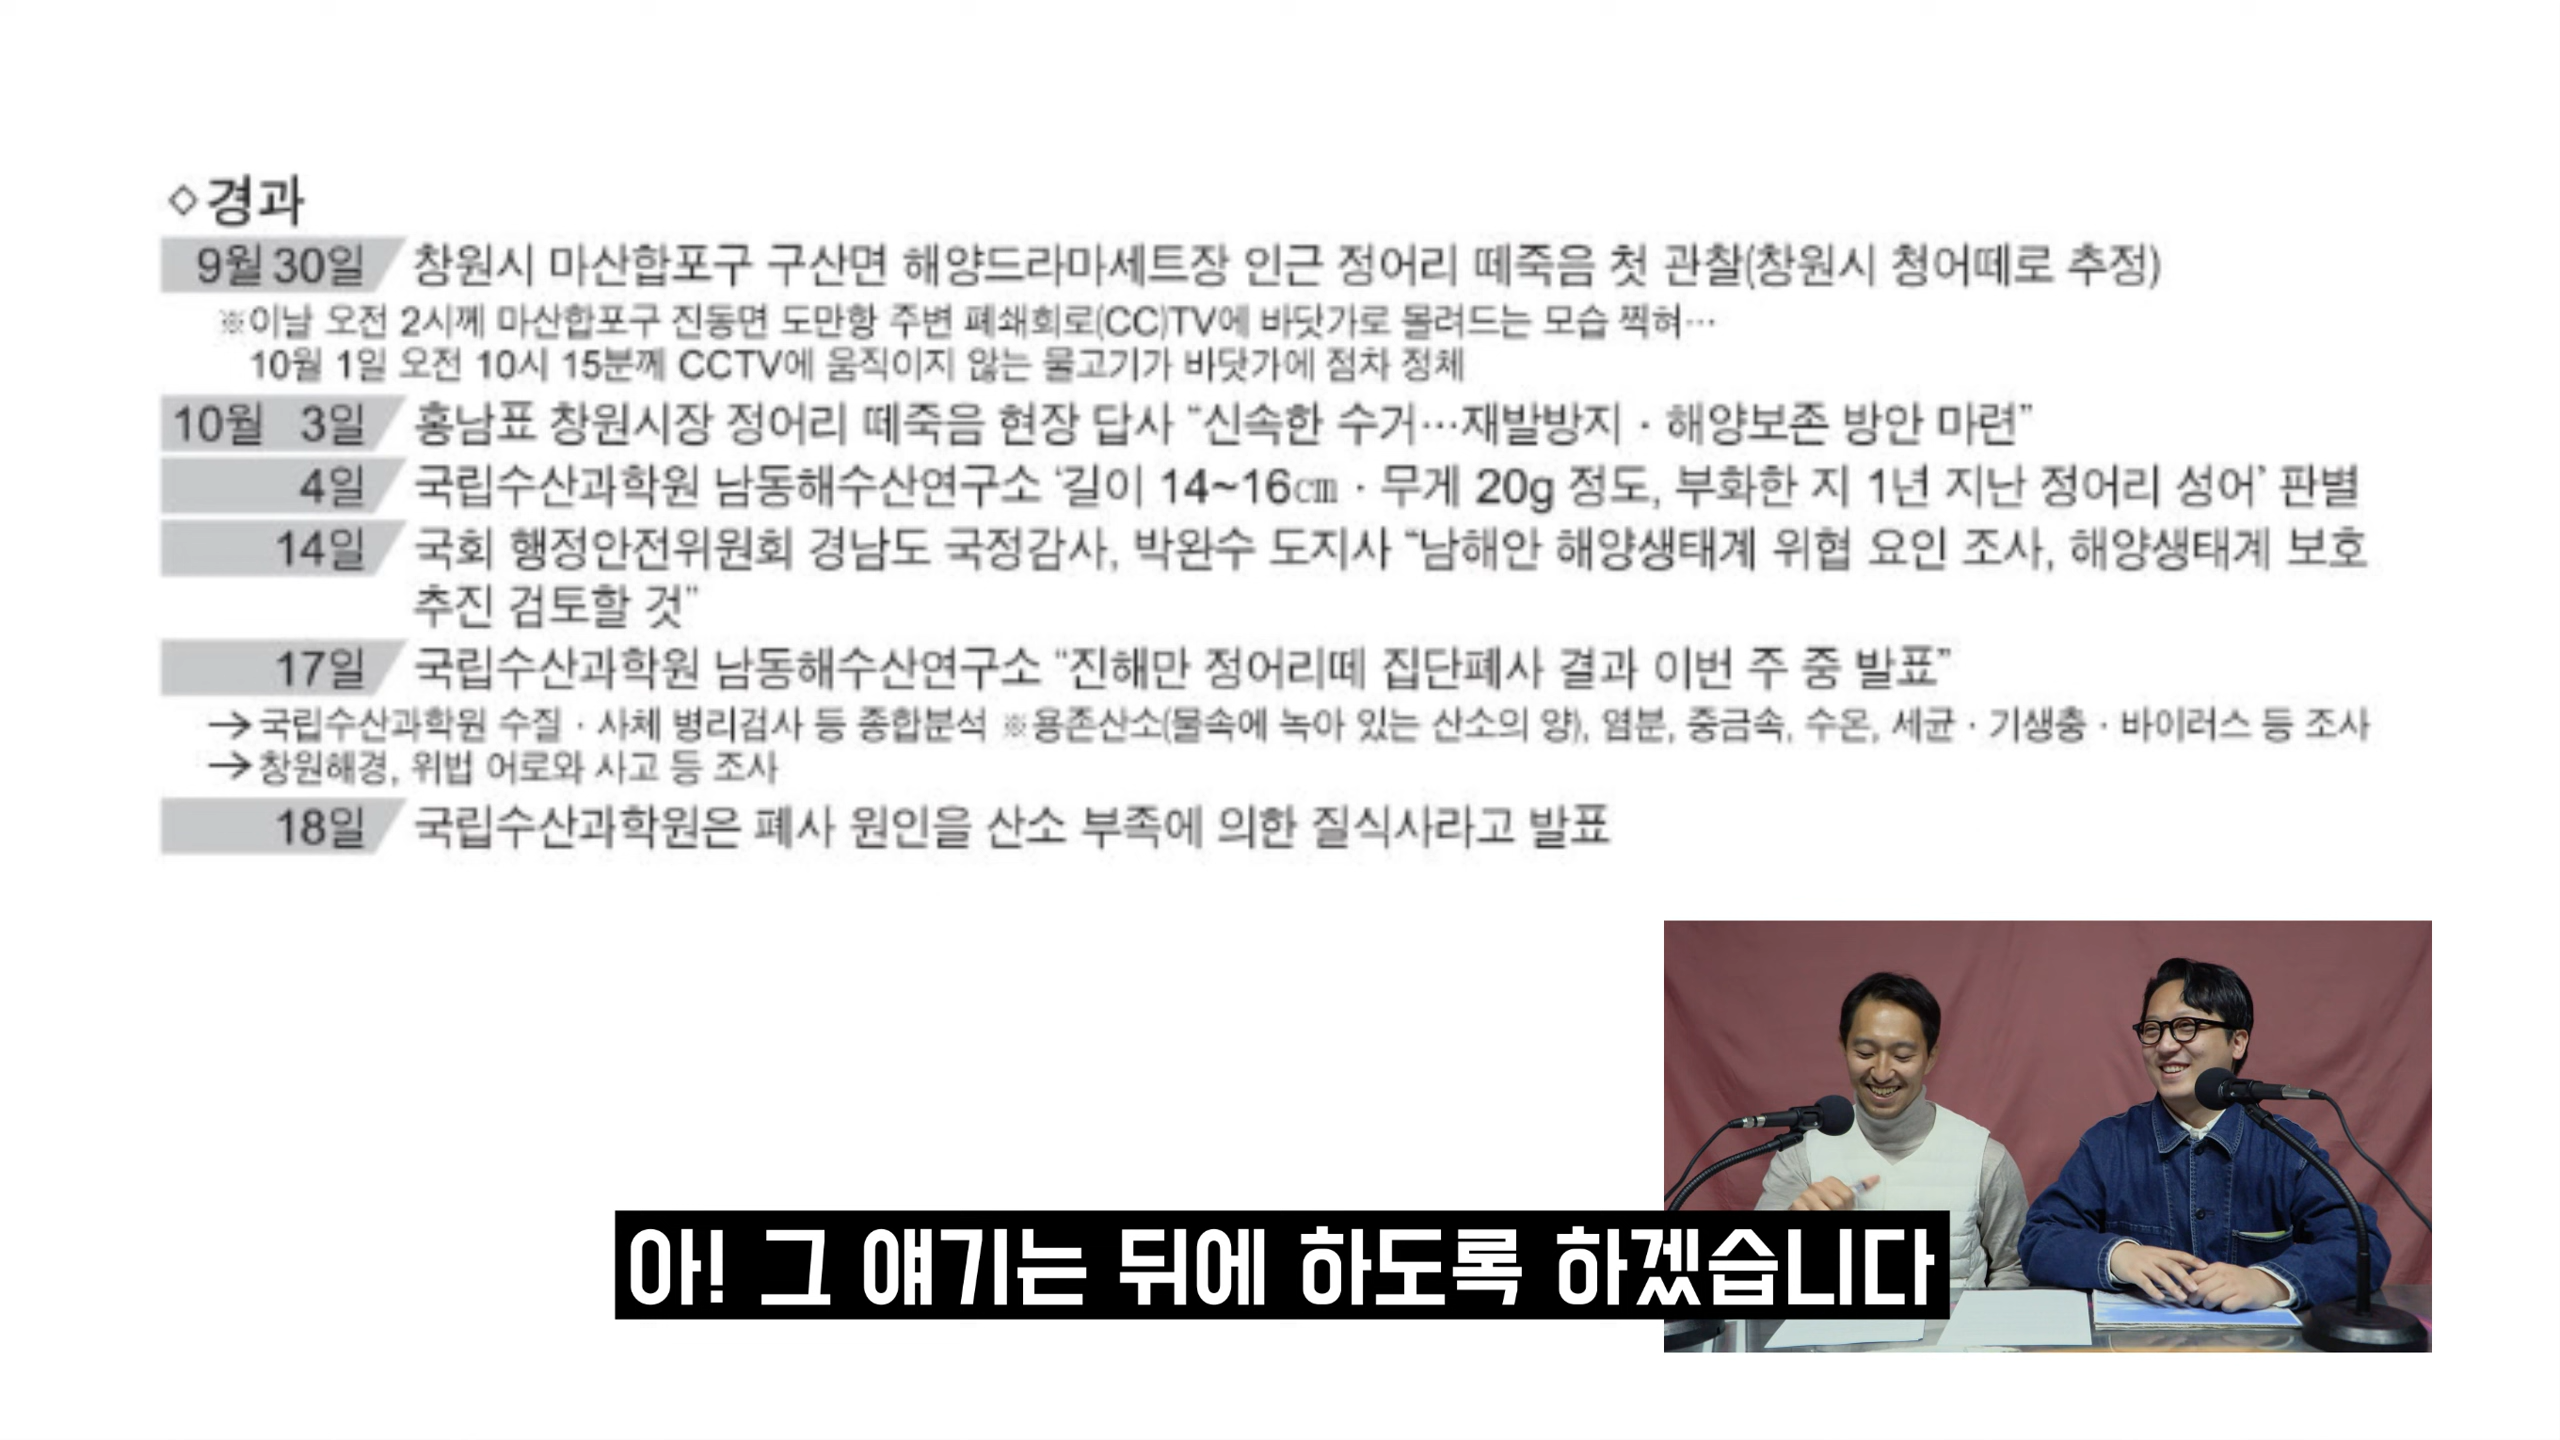 ◇경과
9월 30일 창원시 마산합포구 구산면 해양드라마세트장 인근 정어리 떼죽음 첫 관찰(창원시 청어떼로 추정)
※이날 오전 2시께 마산합포구 진동면 도만항 주변 폐쇄회로(CC)TV에 바닷가로 몰려드는 모습 찍혀…
10월 1일 오전 10시 15분께 CCTV에 움직이지 않는 물고기가 바닷가에 점차 정체
10월 3일 홍남표 창원시장 정어리 떼죽음 현장 답사 “신속한 수거…재발방지 · 해양보존 방안 마련”
4일 국립수산과학원 남동해수산연구소 ‘길이 14~16㎝ · 무게 20g 정도, 부화한 지 1년 지난 정어리 성어’ 판별
14일 국회 행정안전위원회 경남도 국정감사, 박완수 도지사 “남해안 해양생태계 위협 요인 조사, 해양생태계 보호
추진 검토할 것”
17일 국립수산과학원 남동해수산연구소 “진해만 정어리떼 집단폐사 결과 이번 주 중 발표”
→국립수산과학원 수질 · 사체 병리검사 등 종합분석 ※용존산소(물속에 녹아 있는 산소의 양), 염분, 중금속, 수온, 세균 · 기생충 · 바이러스 등 조사
→창원해경, 위법 어로와 사고 등 조사
18일 국립수산과학원은 폐사 원인을 산소 부족에 의한 질식사라고 발표
아! 그 얘기는 뒤에 하도록 하겠습니다